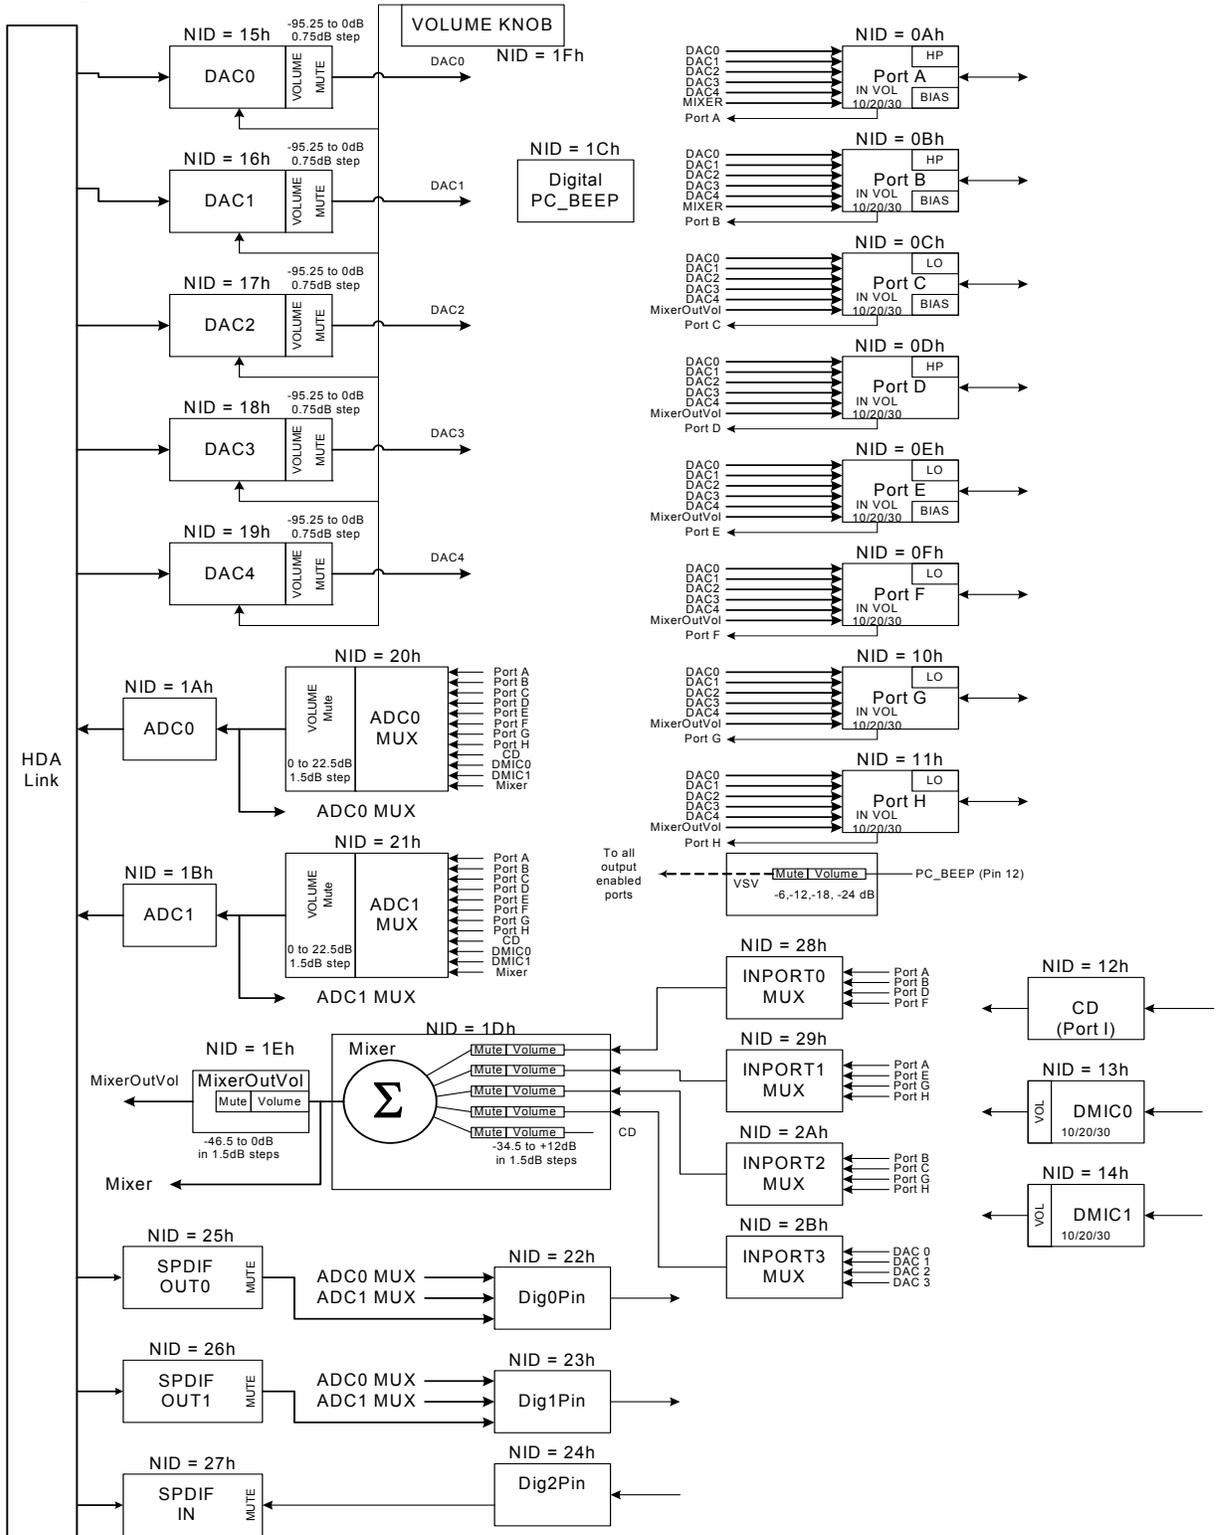 HDA
Link
VOLUME KNOB
NID = 1Fh
NID = 15h
-95.25 to 0dB
0.75dB step
DAC0
VOLUME
MUTE
DAC0
NID = 16h
-95.25 to 0dB
0.75dB step
DAC1
VOLUME
MUTE
DAC1
NID = 17h
-95.25 to 0dB
0.75dB step
DAC2
VOLUME
MUTE
DAC2
NID = 18h
-95.25 to 0dB
0.75dB step
DAC3
VOLUME
MUTE
DAC3
NID = 19h
-95.25 to 0dB
0.75dB step
DAC4
VOLUME
MUTE
DAC4
NID = 1Ch
Digital
PC_BEEP
NID = 0Ah
DAC0
DAC1
DAC2
DAC3
DAC4
MIXER
Port A
HP
Port A
IN VOL
10/20/30
BIAS
NID = 0Bh
DAC0
DAC1
DAC2
DAC3
DAC4
MIXER
Port B
HP
Port B
IN VOL
10/20/30
BIAS
NID = 0Ch
DAC0
DAC1
DAC2
DAC3
DAC4
MixerOutVol
Port C
LO
Port C
IN VOL
10/20/30
BIAS
NID = 0Dh
DAC0
DAC1
DAC2
DAC3
DAC4
MixerOutVol
Port D
HP
Port D
IN VOL
10/20/30
NID = 0Eh
DAC0
DAC1
DAC2
DAC3
DAC4
MixerOutVol
Port E
LO
Port E
IN VOL
10/20/30
BIAS
NID = 0Fh
DAC0
DAC1
DAC2
DAC3
DAC4
MixerOutVol
Port F
LO
Port F
IN VOL
10/20/30
NID = 10h
DAC0
DAC1
DAC2
DAC3
DAC4
MixerOutVol
Port G
LO
Port G
IN VOL
10/20/30
NID = 11h
DAC0
DAC1
DAC2
DAC3
DAC4
MixerOutVol
Port H
LO
Port H
IN VOL
10/20/30
NID = 1Ah
ADC0
NID = 20h
VOLUME
Mute
0 to 22.5dB
1.5dB step
ADC0
MUX
Port A
Port B
Port C
Port D
Port E
Port F
Port G
Port H
CD
DMIC0
DMIC1
Mixer
ADC0 MUX
NID = 1Bh
ADC1
NID = 21h
VOLUME
Mute
0 to 22.5dB
1.5dB step
ADC1
MUX
Port A
Port B
Port C
Port D
Port E
Port F
Port G
Port H
CD
DMIC0
DMIC1
Mixer
ADC1 MUX
To all
output
enabled
ports
VSV
Mute
Volume
-6,-12,-18, -24 dB
PC_BEEP (Pin 12)
NID = 1Eh
MixerOutVol
MixerOutVol
Mute
Volume
-46.5 to 0dB
in 1.5dB steps
Mixer
NID = 1Dh
Mixer
Σ
Mute Volume
Mute Volume
Mute Volume
Mute Volume
Mute Volume
CD
-34.5 to +12dB
in 1.5dB steps
NID = 28h
INPORT0
MUX
Port A
Port B
Port D
Port F
NID = 29h
INPORT1
MUX
Port A
Port E
Port G
Port H
NID = 2Ah
INPORT2
MUX
Port B
Port C
Port G
Port H
NID = 2Bh
INPORT3
MUX
DAC 0
DAC 1
DAC 2
DAC 3
NID = 12h
CD
(Port I)
NID = 13h
VOL
DMIC0
10/20/30
NID = 14h
VOL
DMIC1
10/20/30
NID = 25h
SPDIF
OUT0
MUTE
ADC0 MUX
ADC1 MUX
NID = 22h
Dig0Pin
NID = 26h
SPDIF
OUT1
MUTE
ADC0 MUX
ADC1 MUX
NID = 23h
Dig1Pin
NID = 27h
SPDIF
IN
MUTE
NID = 24h
Dig2Pin